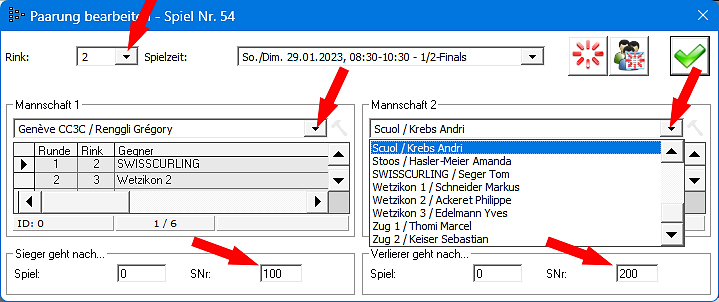 Paarung bearbeiten - Spiel Nr. 54
Rink: 2 Spielzeit: So./Dim. 29.01.2023, 08:30-10:30 - 1/2-Finals
Mannschaft 1
Genève CC3C / Renggli Grégory
Runde Rink Gegner
1 2 SWISSCURLING
2 3 Wetzikon 2
ID: 0 1 / 6
Mannschaft 2
Scuol / Krebs Andri
Scuol / Krebs Andri
Stoos / Hasler-Meier Amanda
SWISSCURLING / Seger Tom
Wetzikon 1 / Schneider Markus
Wetzikon 2 / Ackeret Philippe
Wetzikon 3 / Edelmann Yves
Zug 1 / Thomi Marcel
Zug 2 / Keiser Sebastian
Sieger geht nach...
Spiel: 0 SNr: 100
Verlierer geht nach...
Spiel: 0 SNr: 200